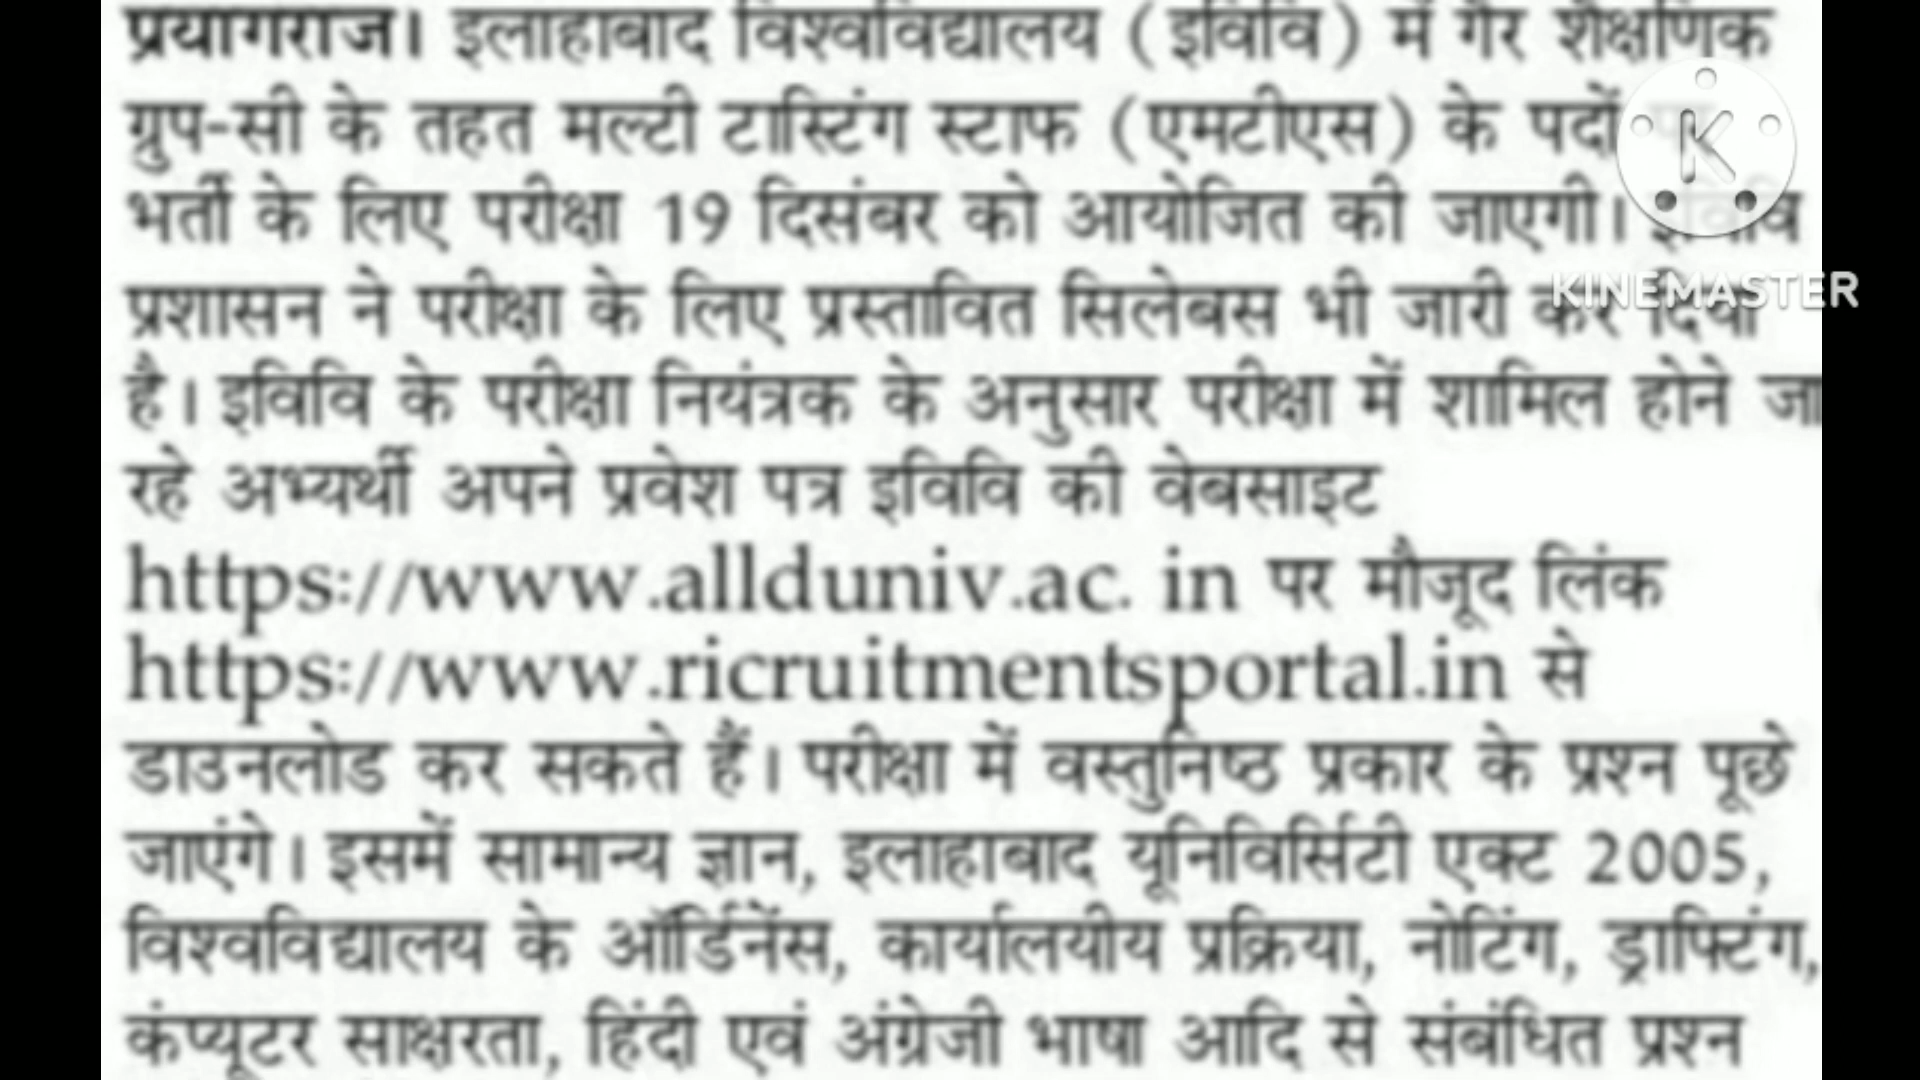 प्रयागराज। इलाहाबाद विश्वविद्यालय (इविवि) में गैर शैक्षणिक
ग्रुप-सी के तहत मल्टी टास्टिंग स्टाफ (एमटीएस) के पदों पर
भर्ती के लिए परीक्षा 19 दिसंबर को आयोजित की जाएगी। इविवि
प्रशासन ने परीक्षा के लिए प्रस्तावित सिलेबस भी जारी कर दिया
KINEMASTER
है। इविवि के परीक्षा नियंत्रक के अनुसार परीक्षा में शामिल होने जा
रहे अभ्यर्थी अपने प्रवेश पत्र इविवि की वेबसाइट
https://www.allduniv.ac. in पर मौजूद लिंक
https://www.ricruitmentsportal.in से
डाउनलोड कर सकते हैं। परीक्षा में वस्तुनिष्ठ प्रकार के प्रश्न पूछे
जाएंगे। इसमें सामान्य ज्ञान, इलाहाबाद यूनिविर्सिटी एक्ट 2005,
विश्वविद्यालय के ऑर्डिनेंस, कार्यालयीय प्रक्रिया, नोटिंग, ड्राफ्टिंग,
कंप्यूटर साक्षरता, हिंदी एवं अंग्रेजी भाषा आदि से संबंधित प्रश्न